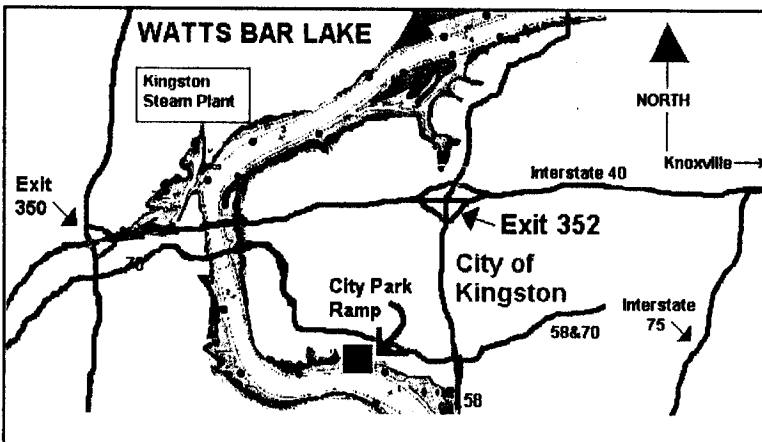 WATTS BAR LAKE
Kingston
Steam Plant
NORTH
Knoxville
Interstate 40
Exit
350
Exit 352
70
City of
Kingston
City Park
Ramp
Interstate
75
58&70
58